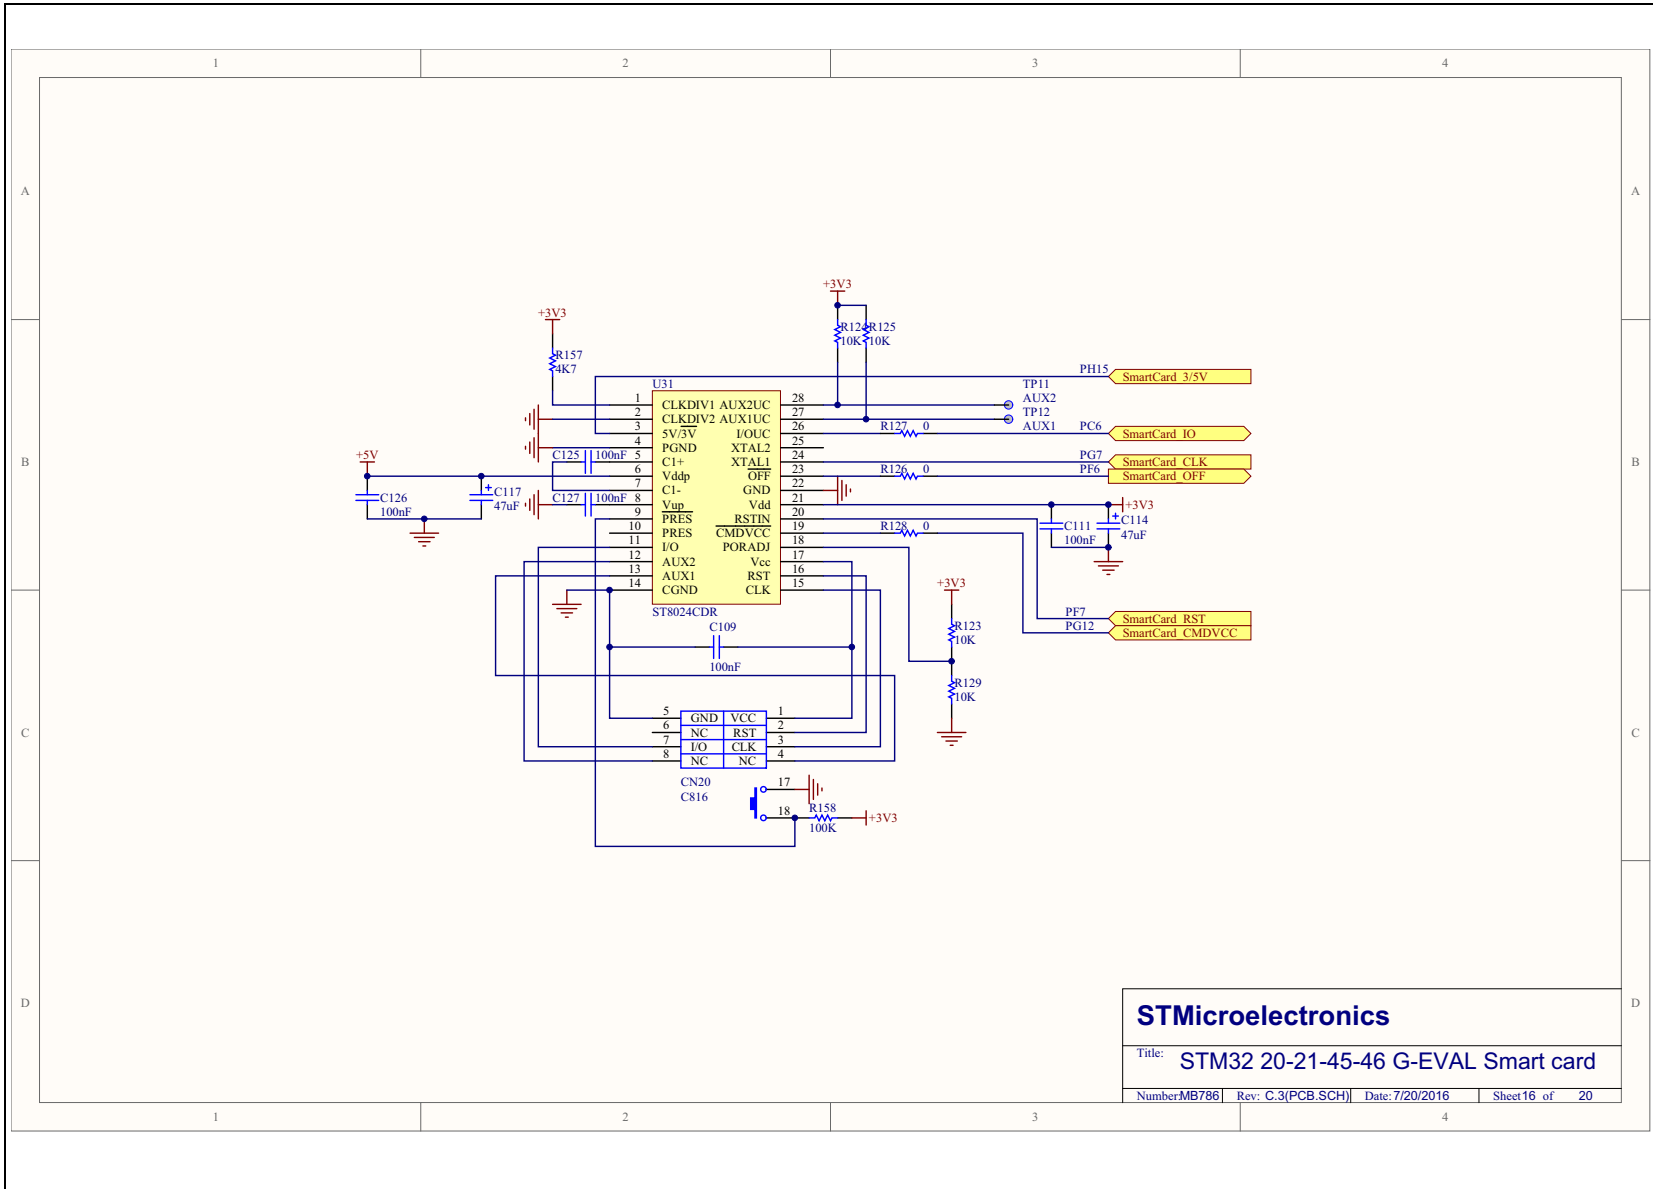 1 2 3 4
A A
+3V3
+3V3
R124 R125
10K 10K
R157
4K7
PH15 SmartCard_3/5V
U31
TP11
AUX2
TP12
AUX1
1 CLKDIV1 AUX2UC 28
2 CLKDIV2 AUX1UC 27
3 5V/3V I/OUC 26
4 PGND XTAL2 25
5 C1+ XTAL1 24
6 Vddp OFF 23
7 C1- GND 22
8 Vup Vdd 21
9 PRES RSTIN 20
10 PRES CMDVCC 19
11 I/O PORADJ 18
12 AUX2 Vcc 17
13 AUX1 RST 16
14 CGND CLK 15
ST8024CDR
R127 0 PC6 SmartCard_IO
PG7 SmartCard_CLK
R126 0 PF6 SmartCard_OFF
B B
+5V
C125 100nF
C126
100nF
C117
47uF
C127 100nF
+3V3
C111
100nF
C114
47uF
R128 0
+3V3
PF7 SmartCard_RST
PG12 SmartCard_CMDVCC
R123
10K
R129
10K
C109
100nF
C C
5 GND VCC 1
6 NC RST 2
7 I/O CLK 3
8 NC NC 4
CN20
C816
17
18
R158
100K
+3V3
D D
STMicroelectronics
Title: STM32 20-21-45-46 G-EVAL Smart card
Number: MB786 Rev: C.3(PCB.SCH) Date: 7/20/2016 Sheet 16 of 20
1 2 3 4